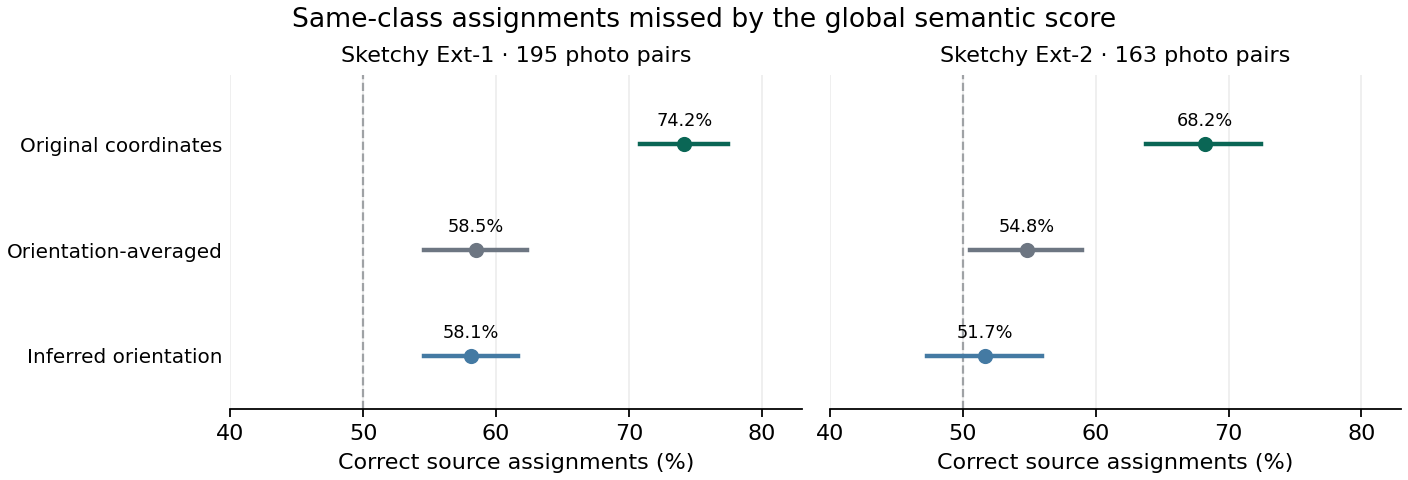 Same-class assignments missed by the global semantic score
Sketchy Ext-1 · 195 photo pairs
Sketchy Ext-2 · 163 photo pairs
Original coordinates
74.2%
68.2%
Orientation-averaged
58.5%
54.8%
Inferred orientation
58.1%
51.7%
40 50 60 70 80
40 50 60 70 80
Correct source assignments (%)
Correct source assignments (%)